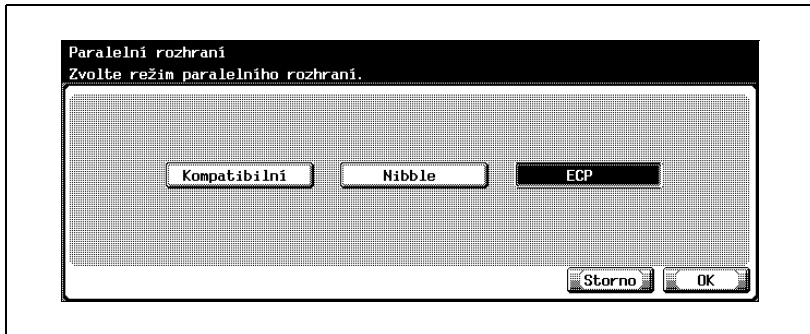 Paralelní rozhraní
Zvolte režim paralelního rozhraní.
Kompatibilní Nibble ECP
Storno OK